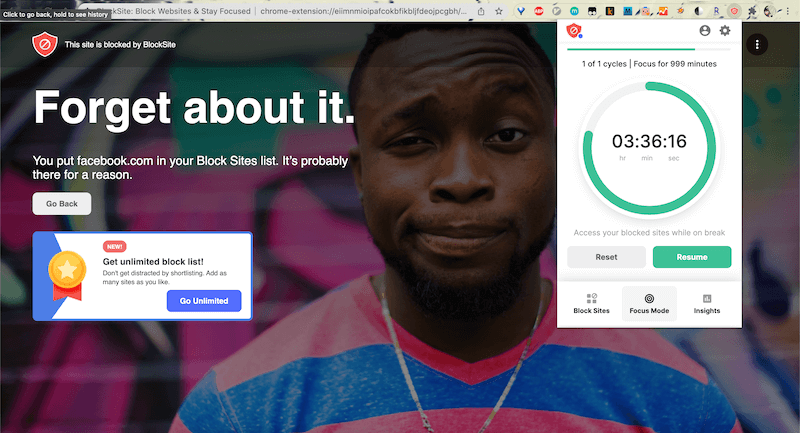 BlockSite: Block Websites & Stay Focused | chrome-extension://eiimnmioipafcokbfikbljfdeojpcgbh/...
Click to go back, hold to see history
This site is blocked by BlockSite
Forget about it.
You put facebook.com in your Block Sites list. It's probably
there for a reason.
Go Back
NEW!
Get unlimited block list!
Don't get distracted by shortlisting. Add as
many sites as you like.
Go Unlimited
1 of 1 cycles | Focus for 999 minutes
03:36:16
hr min sec
Access your blocked sites while on break
Reset
Resume
Block Sites
Focus Mode
Insights